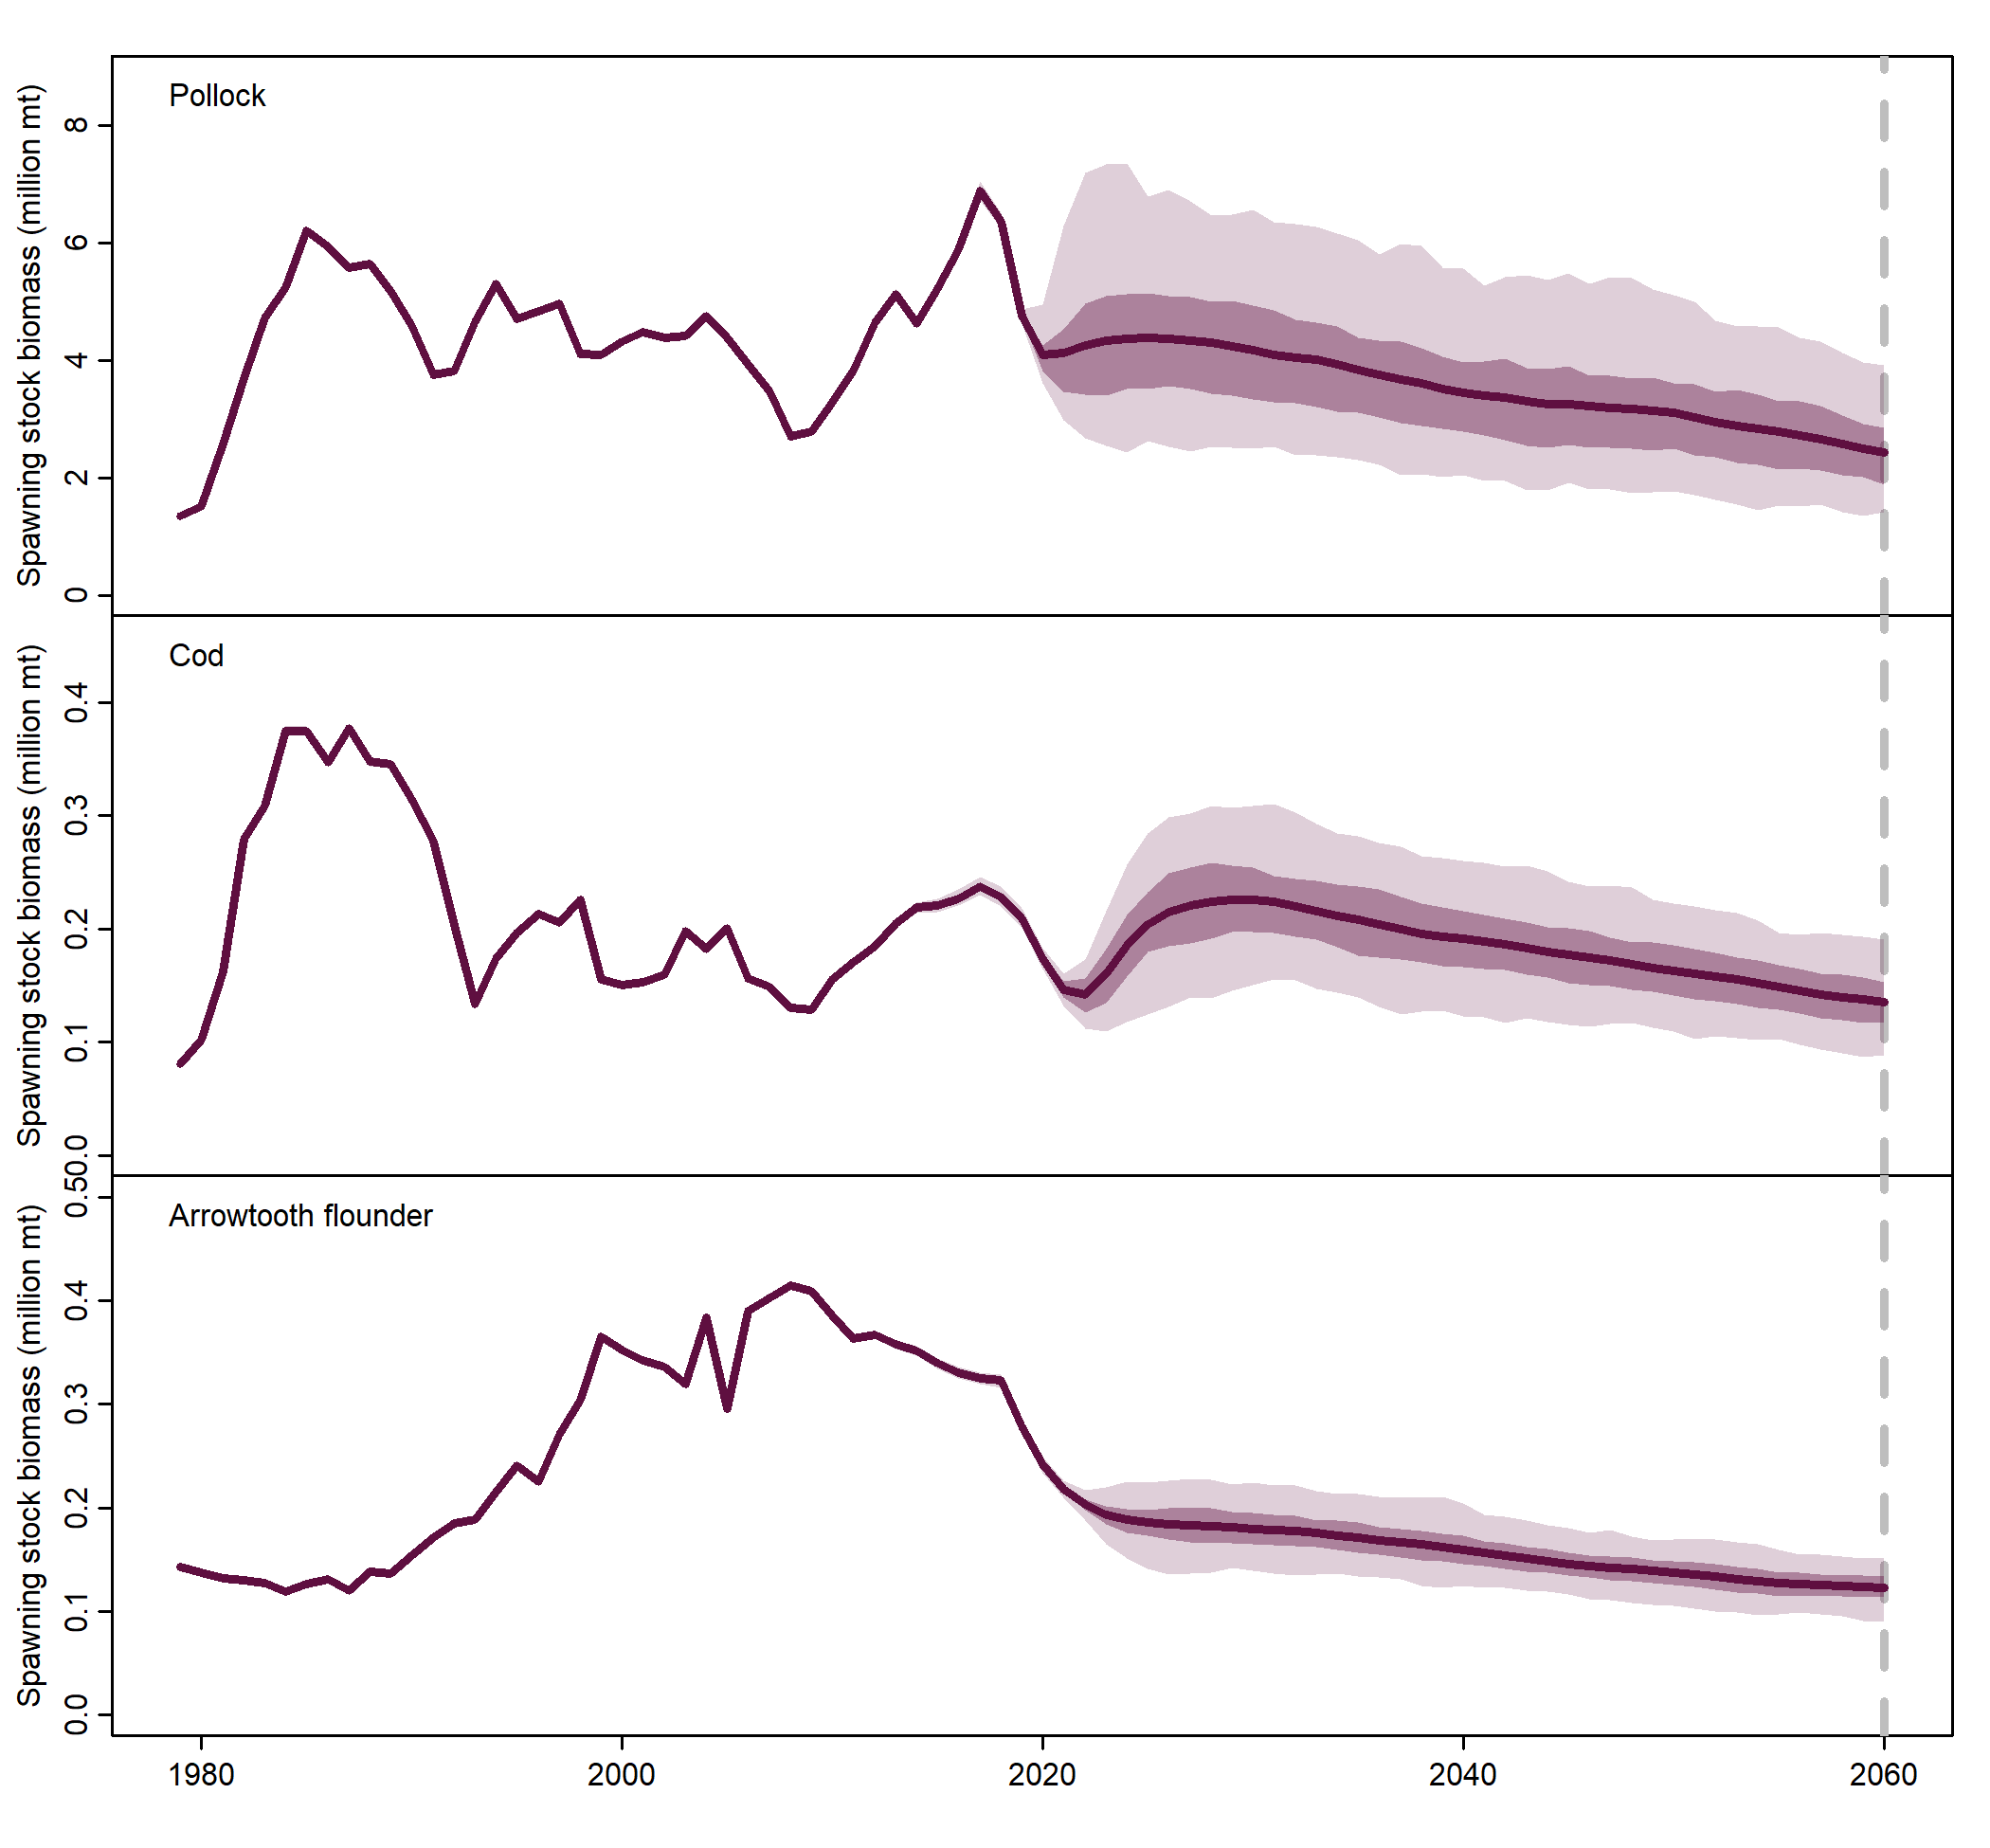 Pollock
Spawning stock biomass (million mt)
8
6
4
2
0
Cod
Spawning stock biomass (million mt)
0.4
0.3
0.2
0.1
0.0
Arrowtooth flounder
Spawning stock biomass (million mt)
0.5
0.4
0.3
0.2
0.1
0.0
1980 2000 2020 2040 2060